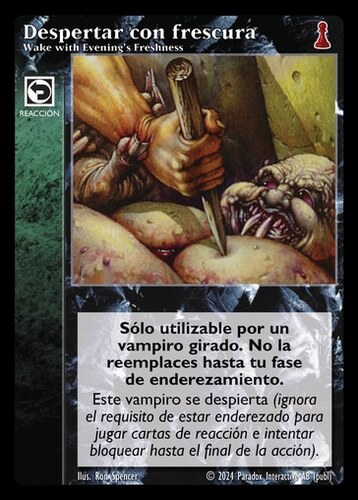 Despertar con frescura
Wake with Evening's Freshness
REACCIÓN
Sólo utilizable por un
vampiro girado. No la
reemplaces hasta tu fase
de enderezamiento.
Este vampiro se despierta (ignora
el requisito de estar enderezado para
jugar cartas de reacción e intentar
bloquear hasta el final de la acción).
Ilus. Ron Spencer
© 2024 Paradox Interactive AB (publ)